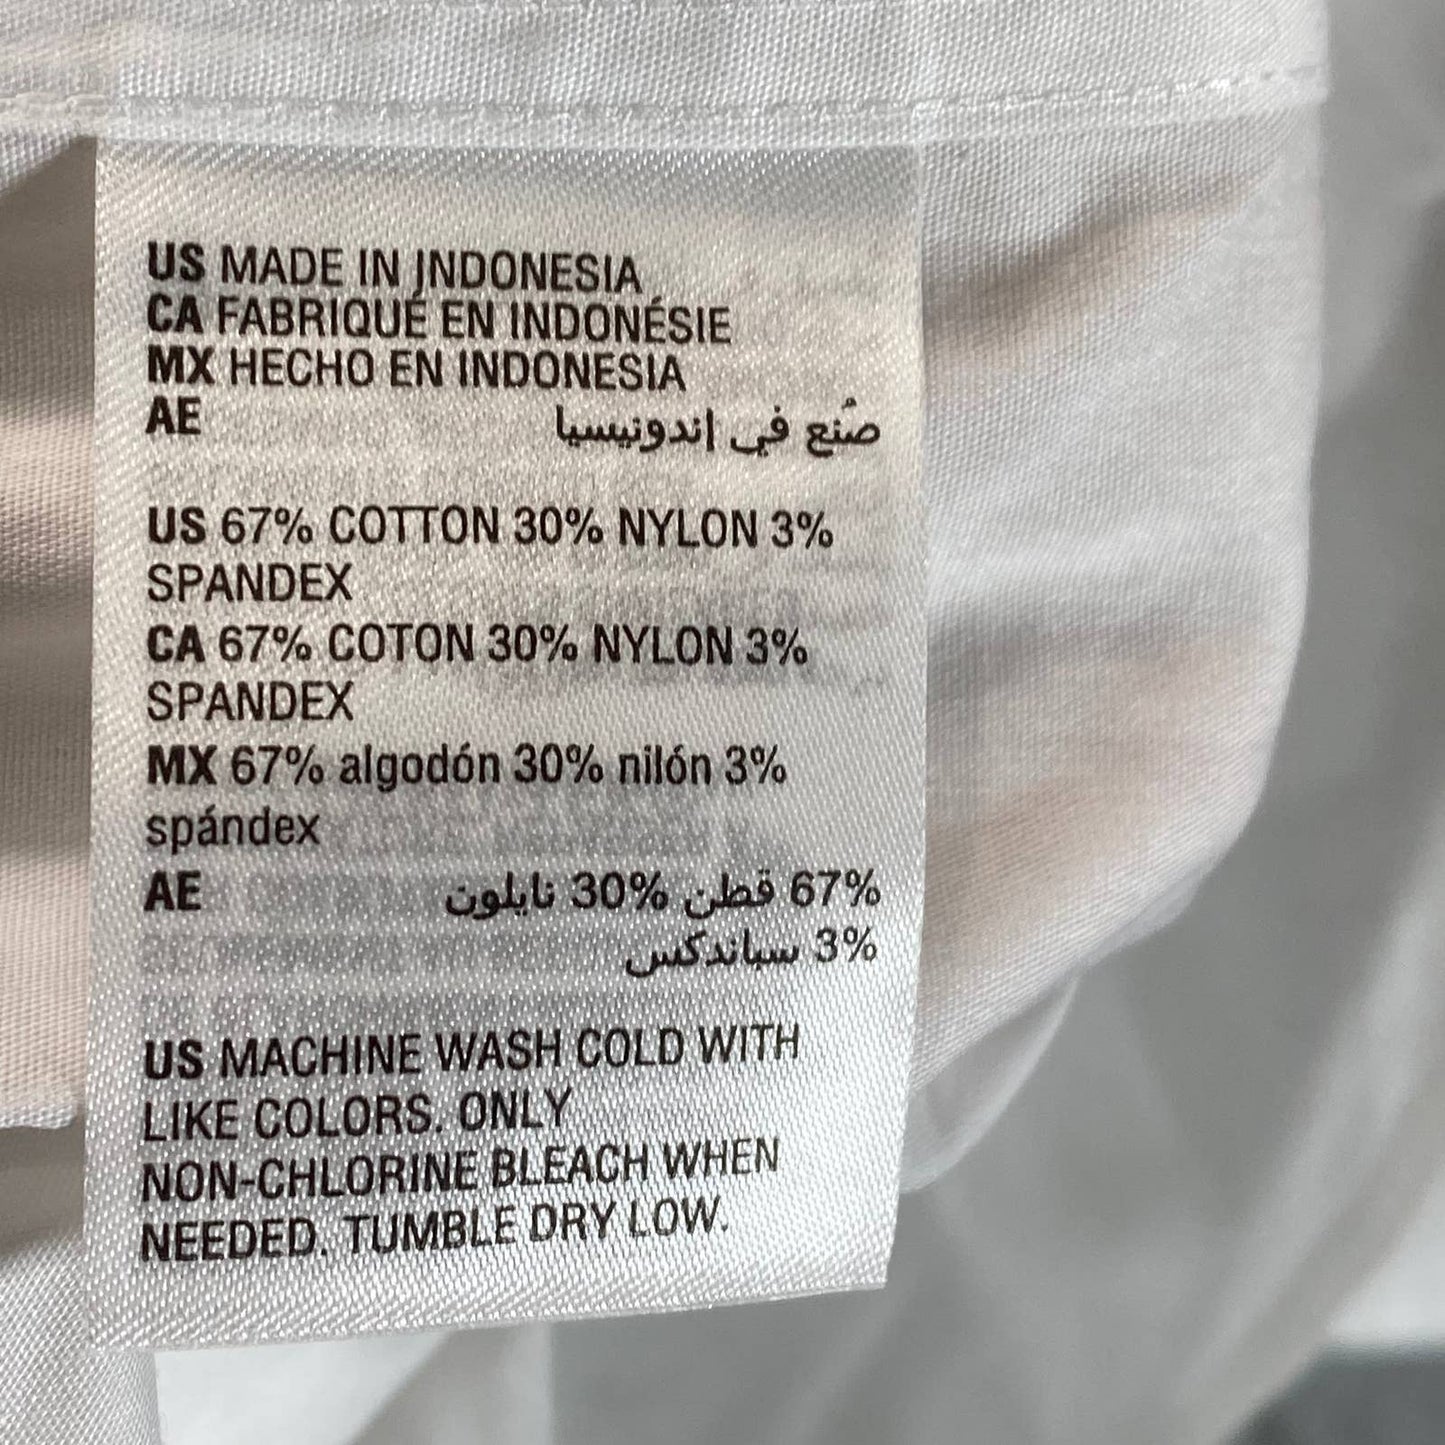 US MADE IN INDONESIA
CA FABRIQUÉ EN INDONÉSIE
MX HECHO EN INDONESIA
AE صُنع في إندونيسيا
US 67% COTTON 30% NYLON 3%
SPANDEX
CA 67% COTON 30% NYLON 3%
SPANDEX
MX 67% algodón 30% nilón 3%
spándex
AE 67% قطن 30% نايلون
3% سباندكس
US MACHINE WASH COLD WITH
LIKE COLORS. ONLY
NON-CHLORINE BLEACH WHEN
NEEDED. TUMBLE DRY LOW.